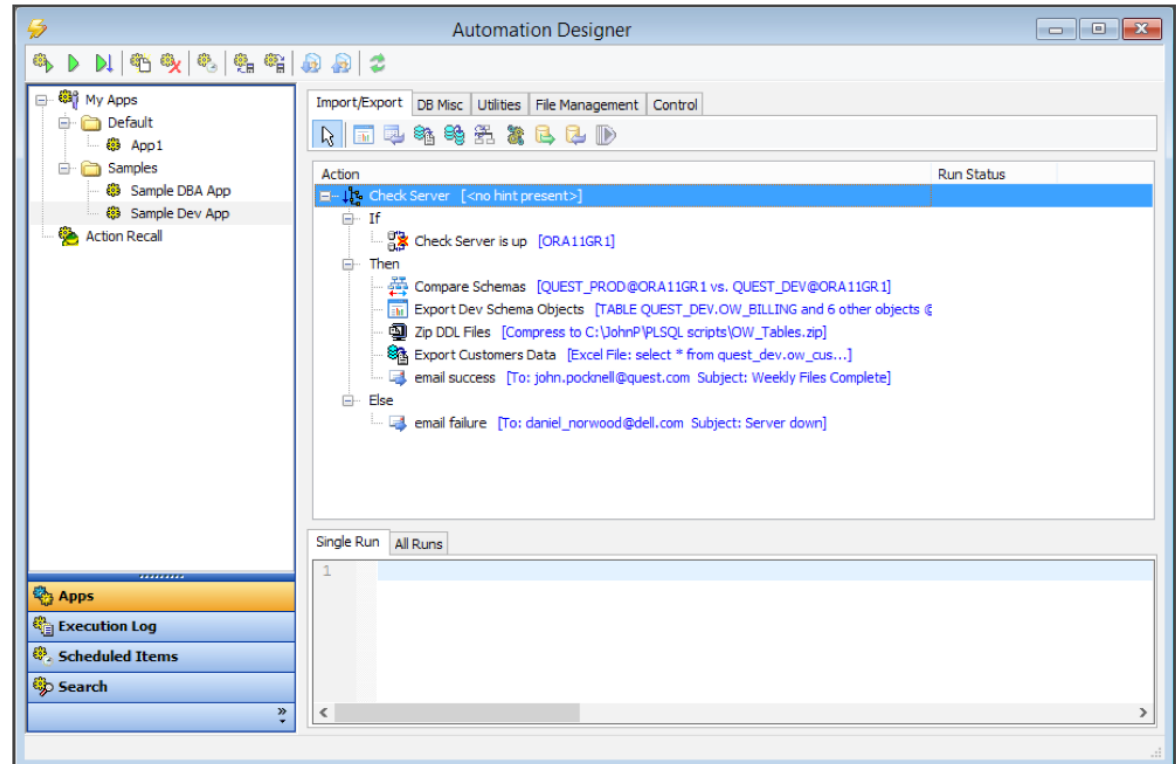 Automation Designer
My Apps
Default
App1
Samples
Sample DBA App
Sample Dev App
Action Recall
Import/Export DB Misc Utilities File Management Control
Action Run Status
Check Server [<no hint present>]
If
Check Server is up [ORA11GR1]
Then
Compare Schemas [QUEST_PROD@ORA11GR1 vs. QUEST_DEV@ORA11GR1]
Export Dev Schema Objects [TABLE QUEST_DEV.OW_BILLING and 6 other objects @
Zip DDL Files [Compress to C:\JohnP\PLSQL scripts\OW_Tables.zip]
Export Customers Data [Excel File: select * from quest_dev.ow_cus...]
email success [To: john.pocknell@quest.com Subject: Weekly Files Complete]
Else
email failure [To: daniel_norwood@dell.com Subject: Server down]
Single Run All Runs
1
Apps
Execution Log
Scheduled Items
Search